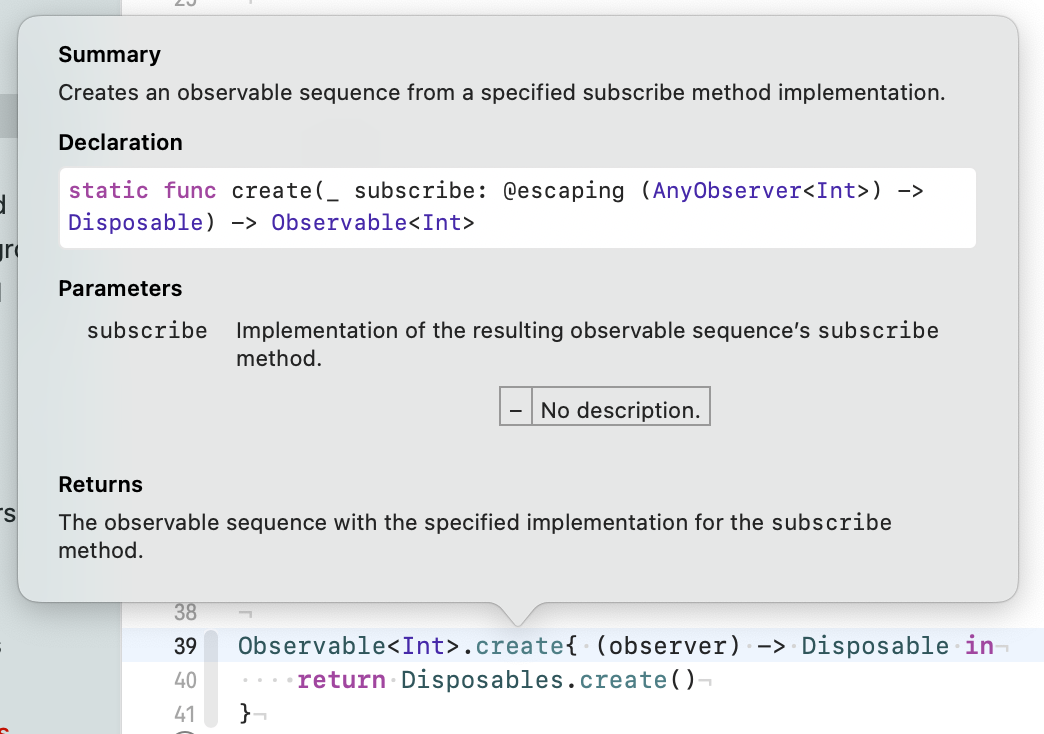 Summary
Creates an observable sequence from a specified subscribe method implementation.
Declaration
static func create(_ subscribe: @escaping (AnyObserver<Int>) ->
Disposable) -> Observable<Int>
Parameters
subscribe Implementation of the resulting observable sequence’s subscribe
method.
– No description.
Returns
The observable sequence with the specified implementation for the subscribe
method.
38 ¬
39 Observable<Int>.create{·(observer)·->·Disposable·in¬
40 ····return·Disposables.create()¬
41 }¬